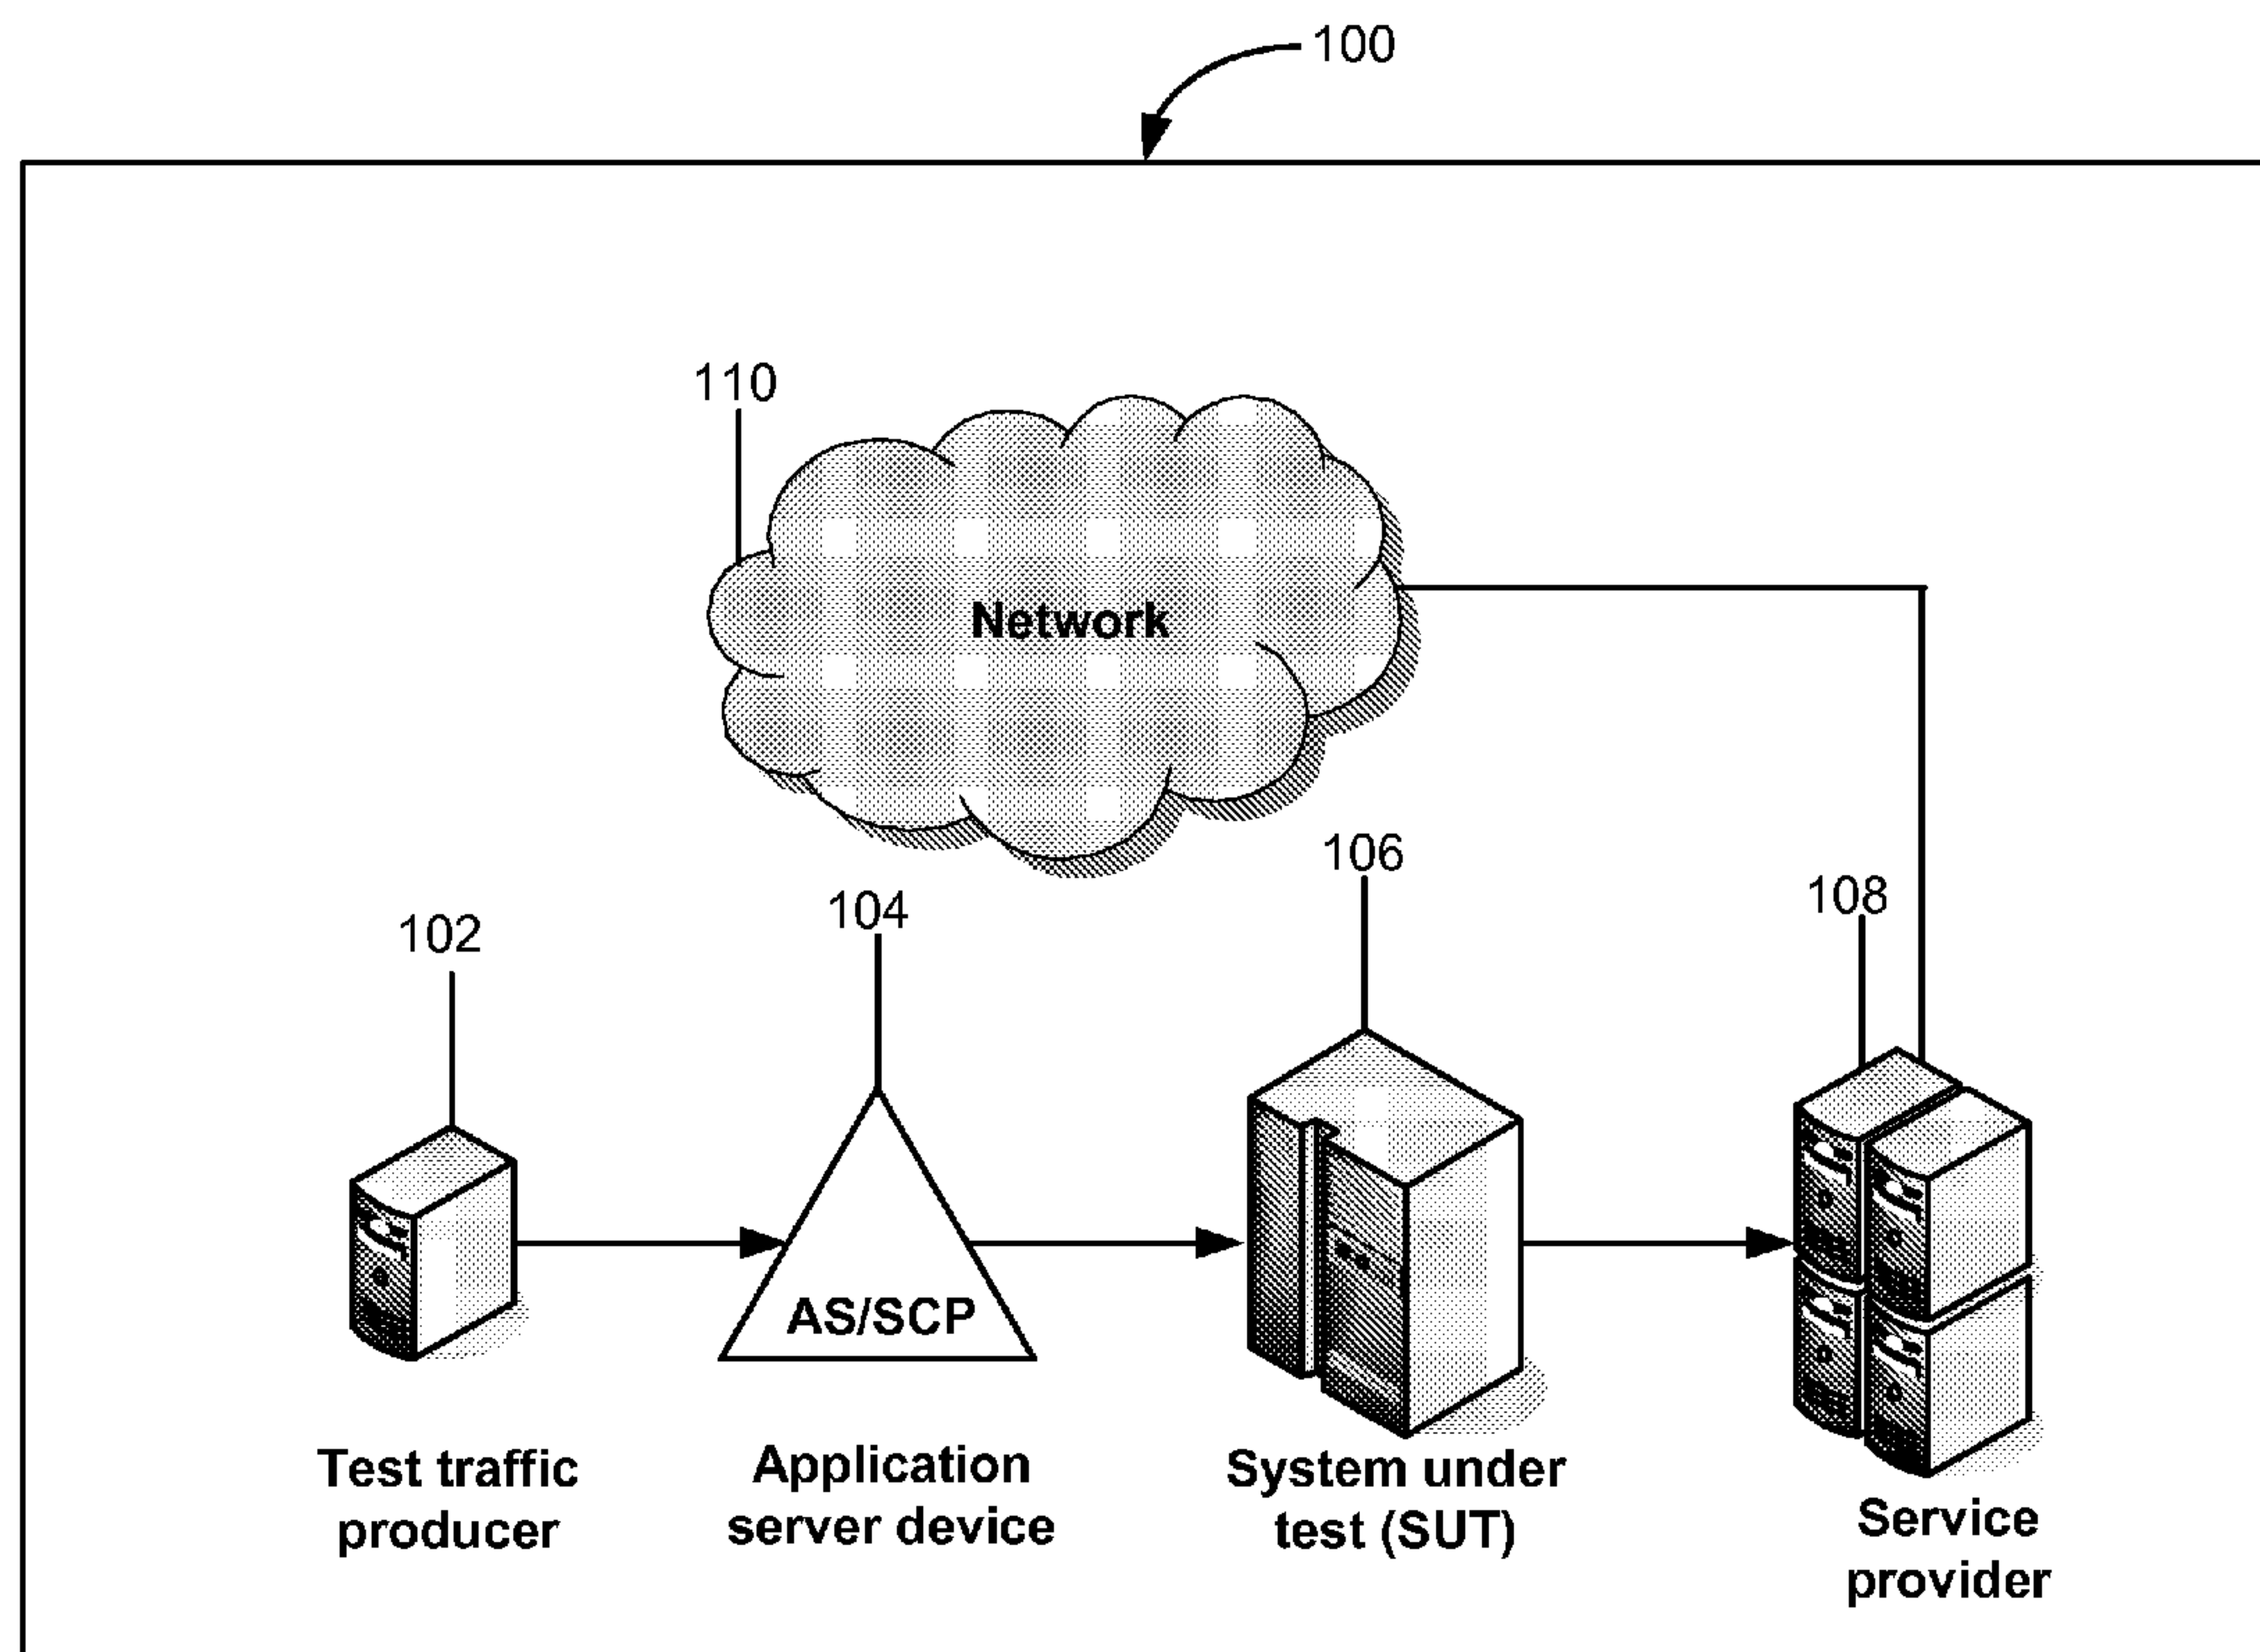 100
110
Network
106
108
104
102
AS/SCP
Test traffic
producer
Application
server device
System under
test (SUT)
Service
provider